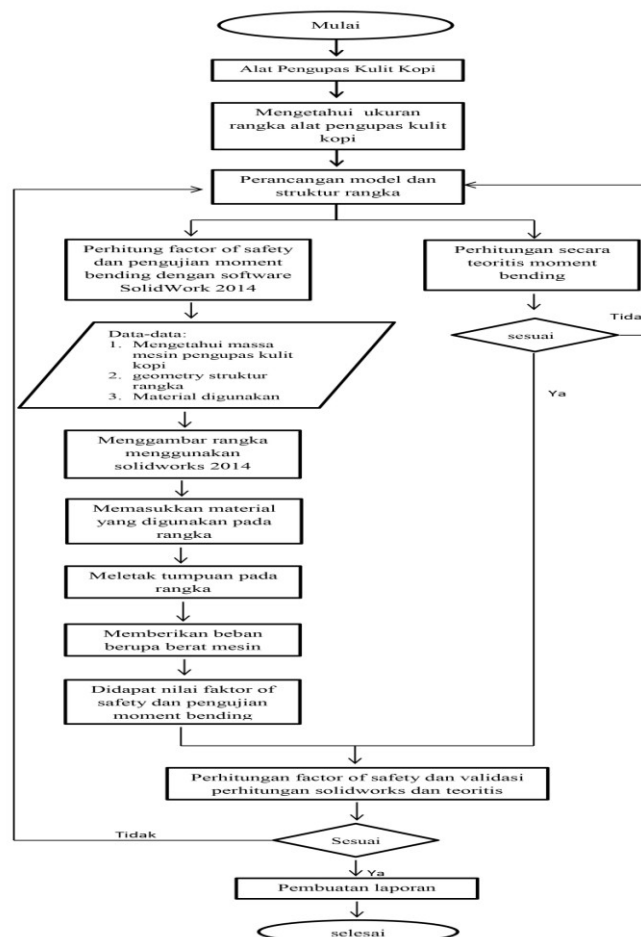 Mulai
Alat Pengupas Kulit Kopi
Mengetahui ukuran
rangka alat pengupas kulit
kopi
Perancangan model dan
struktur rangka
Perhitung factor of safety
dan pengujian moment
bending dengan software
SolidWork 2014
Perhitungan secara
teoritis moment
bending
Tidak
sesuai
Ya
Data-data:
1. Mengetahui massa
mesin pengupas kulit
kopi
2. geometry struktur
rangka
3. Material digunakan
Menggambar rangka
menggunakan
solidworks 2014
Memasukkan material
yang digunakan pada
rangka
Meletak tumpuan pada
rangka
Memberikan beban
berupa berat mesin
Didapat nilai faktor of
safety dan pengujian
moment bending
Perhitungan factor of safety dan validasi
perhitungan solidworks dan teoritis
Tidak
Sesuai
Ya
Pembuatan laporan
selesai